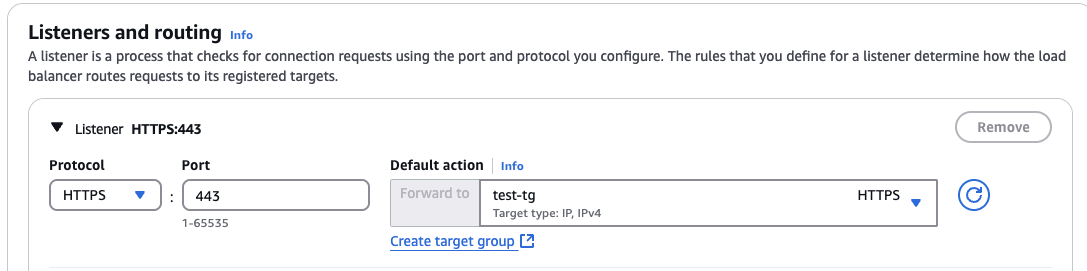 Listeners and routing Info
A listener is a process that checks for connection requests using the port and protocol you configure. The rules that you define for a listener determine how the load
balancer routes requests to its registered targets.
Listener HTTPS:443
Remove
Protocol
Port
Default action
Info
HTTPS
:
443
Forward to
test-tg
HTTPS
Target type: IP, IPv4
1-65535
Create target group